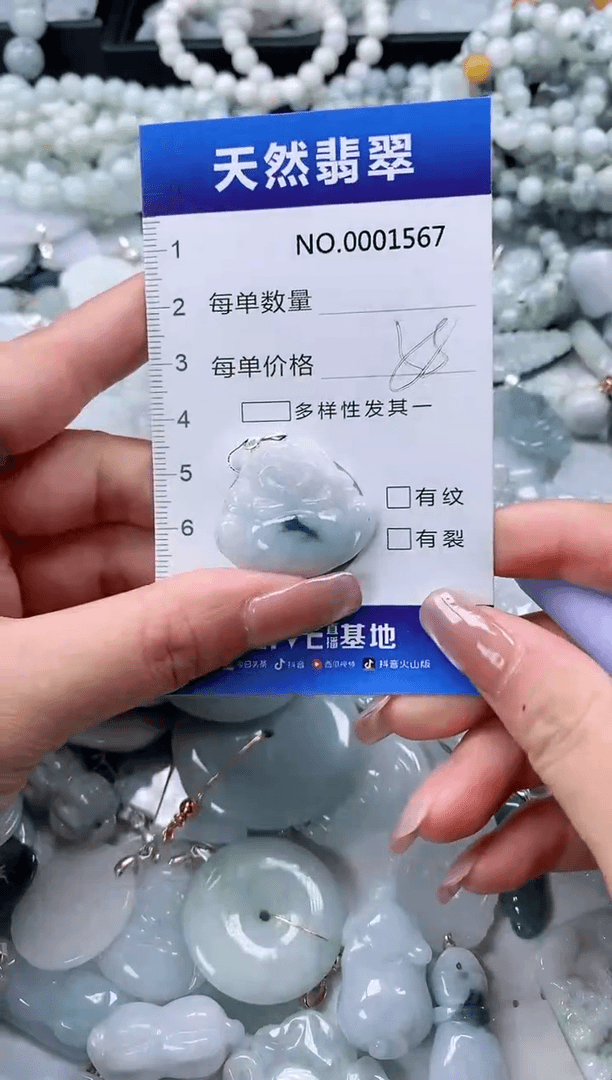 天然翡翠
NO.0001567
1
2 每单数量
3 每单价格
多样性发其一
4
5
有纹
6
有裂
直播基地
抖音 西瓜视频 抖音火山版